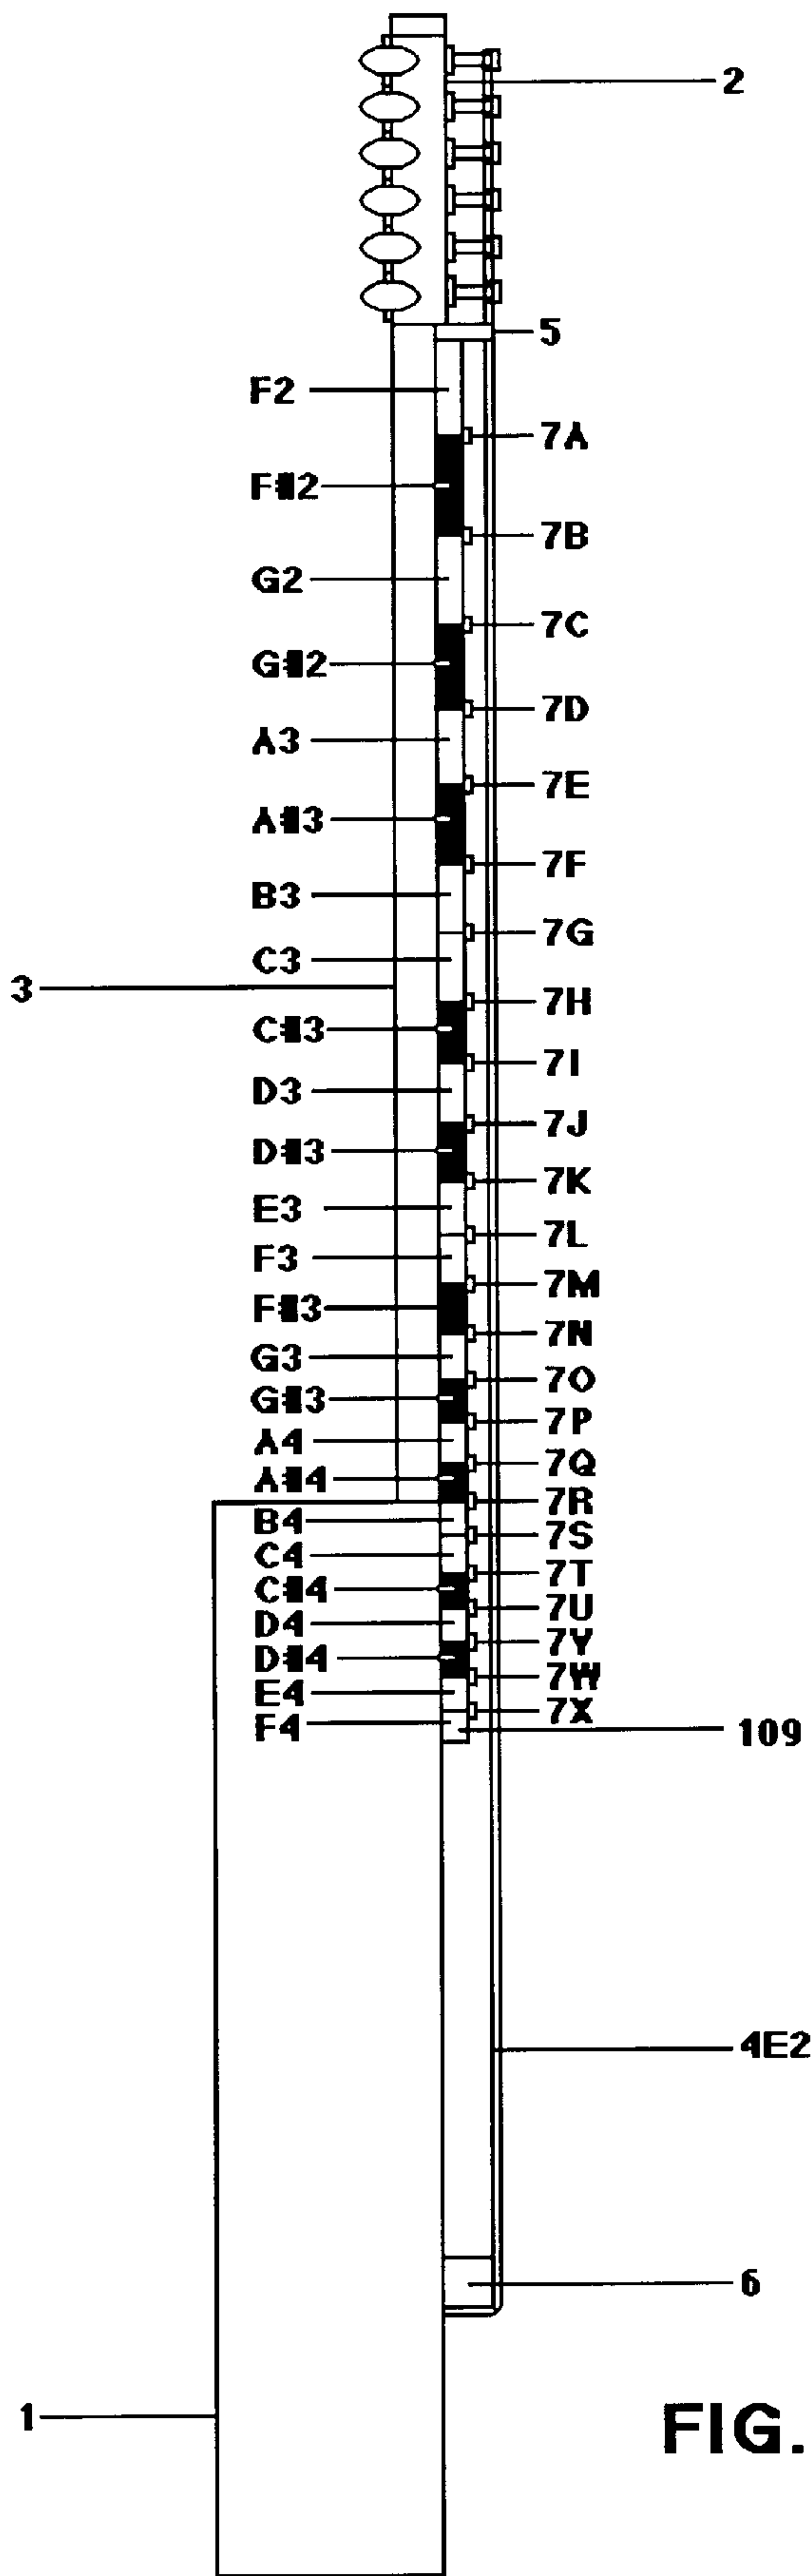 2
5
F2
7A
F#2
7B
G2
7C
G#2
7D
A3
7E
A#3
7F
B3
7G
C3
3
7H
C#3
7I
D3
7J
D#3
7K
E3
7L
F3
7M
F#3
7N
G3
7O
G#3
7P
A4
7Q
A#4
7R
B4
7S
C4
7T
C#4
7U
D4
7V
D#4
7W
E4
7X
F4
109
4E2
6
1
FIG.